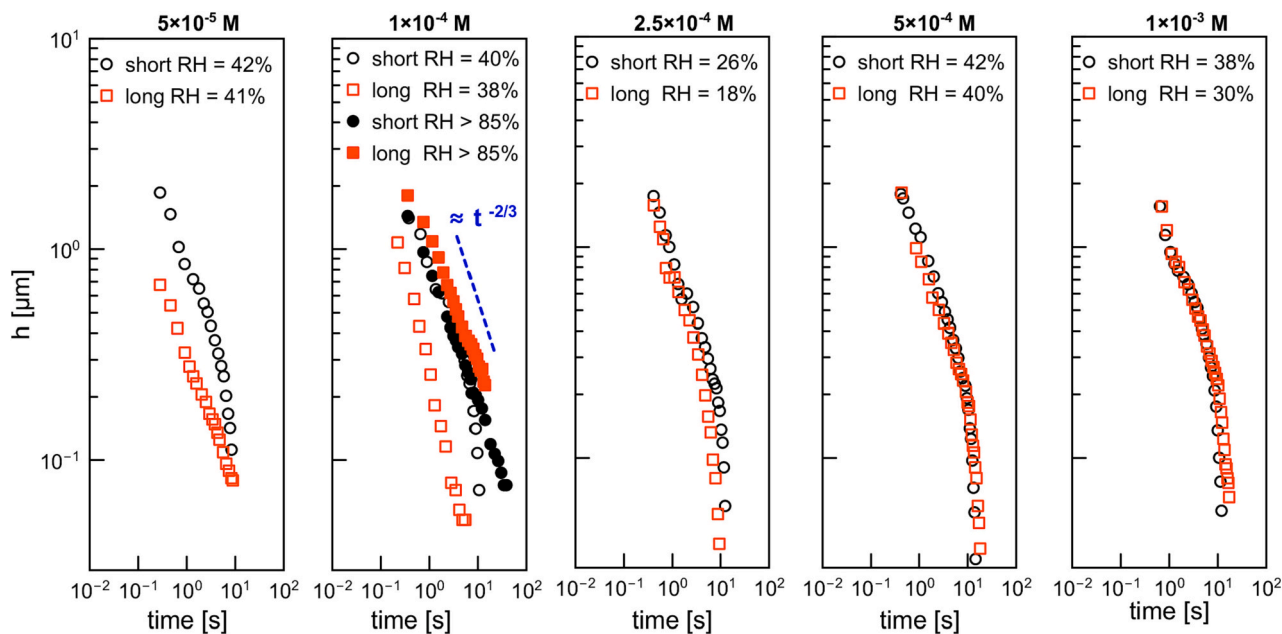 5×10⁻⁵ M
1×10⁻⁴ M
2.5×10⁻⁴ M
5×10⁻⁴ M
1×10⁻³ M
h [µm]
10¹
10⁰
10⁻¹
short RH = 42%
long RH = 41%
short RH = 40%
long RH = 38%
short RH > 85%
long RH > 85%
≈ t ⁻²/³
short RH = 26%
long RH = 18%
short RH = 42%
long RH = 40%
short RH = 38%
long RH = 30%
10⁻² 10⁻¹ 10⁰ 10¹ 10²
10⁻² 10⁻¹ 10⁰ 10¹ 10²
10⁻² 10⁻¹ 10⁰ 10¹ 10²
10⁻² 10⁻¹ 10⁰ 10¹ 10²
10⁻² 10⁻¹ 10⁰ 10¹ 10²
time [s]
time [s]
time [s]
time [s]
time [s]